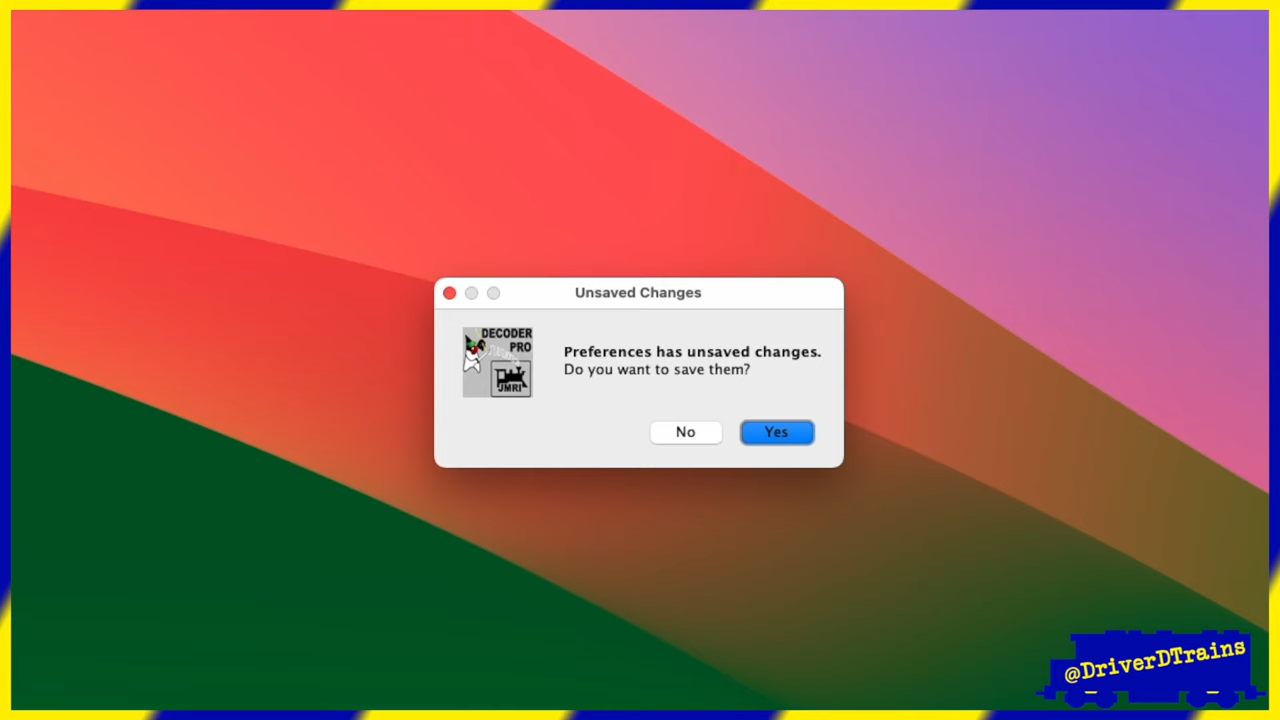 Unsaved Changes
DECODER
PRO
JMRI
Preferences has unsaved changes.
Do you want to save them?
No
Yes
@DriverDTrains